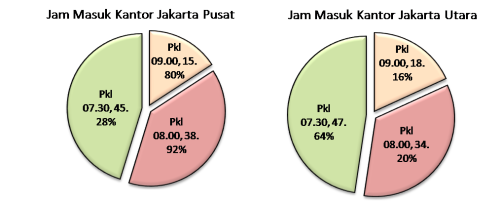 Jam Masuk Kantor Jakarta Pusat
Pkl
09.00, 15.
80%
Pkl
07.30, 45.
28%
Pkl
08.00, 38.
92%
Jam Masuk Kantor Jakarta Utara
Pkl
09.00, 18.
16%
Pkl
07.30, 47.
64%
Pkl
08.00, 34.
20%